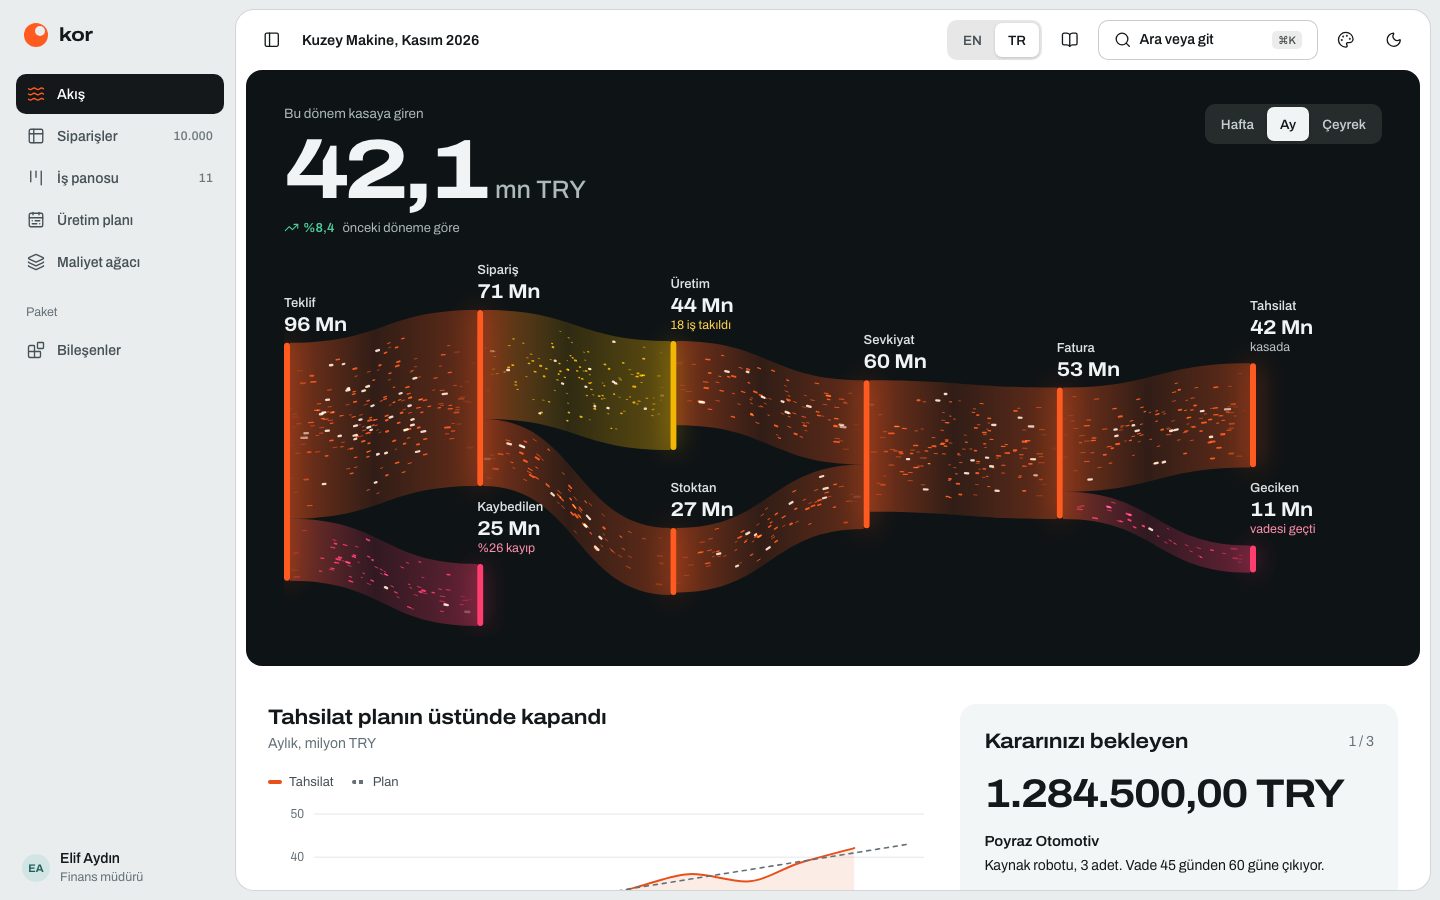 kor
Kuzey Makine, Kasım 2026
EN
TR
Ara veya git
⌘K
Akış
Siparişler 10.000
İş panosu 11
Üretim planı
Maliyet ağacı
Paket
Bileşenler
Elif Aydın
EA
Finans müdürü
Bu dönem kasaya giren
42,1 mn TRY
%8,4 önceki döneme göre
Hafta
Ay
Çeyrek
Teklif
96 Mn
Sipariş
71 Mn
Üretim
44 Mn
18 iş takıldı
Sevkiyat
60 Mn
Fatura
53 Mn
Tahsilat
42 Mn
kasada
Kaybedilen
25 Mn
%26 kayıp
Stoktan
27 Mn
Geciken
11 Mn
vadesi geçti
Tahsilat planın üstünde kapandı
Aylık, milyon TRY
Tahsilat
Plan
50
40
Kararınızı bekleyen
1 / 3
1.284.500,00 TRY
Poyraz Otomotiv
Kaynak robotu, 3 adet. Vade 45 günden 60 güne çıkıyor.